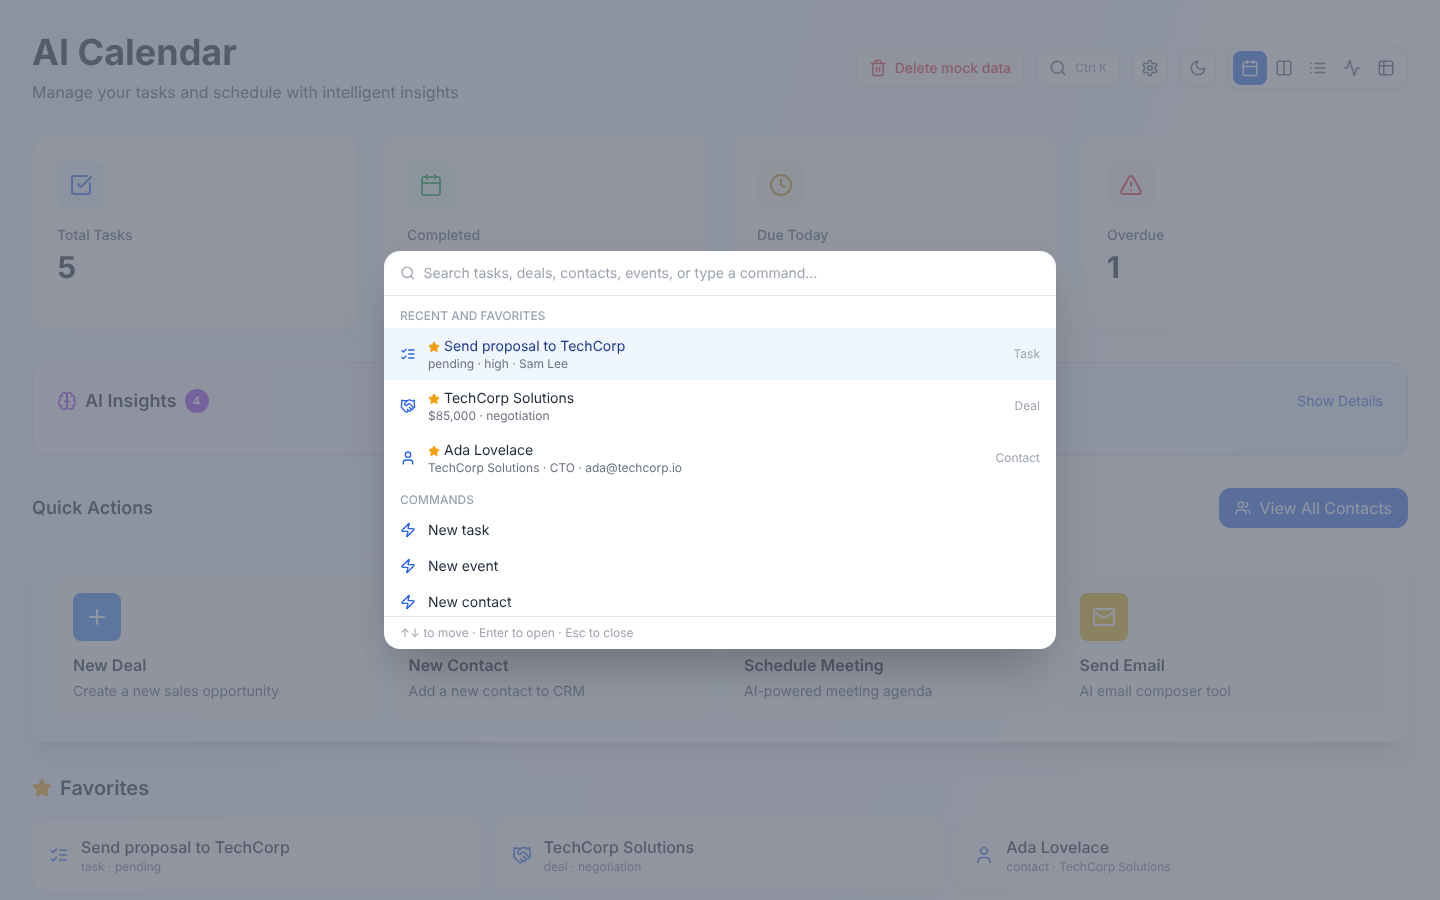 AI Calendar
Manage your tasks and schedule with intelligent insights
Delete mock data
Ctrl K
Total Tasks
5
Completed
Due Today
Overdue
1
Search tasks, deals, contacts, events, or type a command...
RECENT AND FAVORITES
Send proposal to TechCorp
pending · high · Sam Lee
Task
TechCorp Solutions
$85,000 · negotiation
Deal
Ada Lovelace
TechCorp Solutions · CTO · ada@techcorp.io
Contact
COMMANDS
New task
New event
New contact
↑↓ to move · Enter to open · Esc to close
AI Insights
4
Show Details
Quick Actions
View All Contacts
New Deal
Create a new sales opportunity
New Contact
Add a new contact to CRM
Schedule Meeting
AI-powered meeting agenda
Send Email
AI email composer tool
Favorites
Send proposal to TechCorp
task · pending
TechCorp Solutions
deal · negotiation
Ada Lovelace
contact · TechCorp Solutions